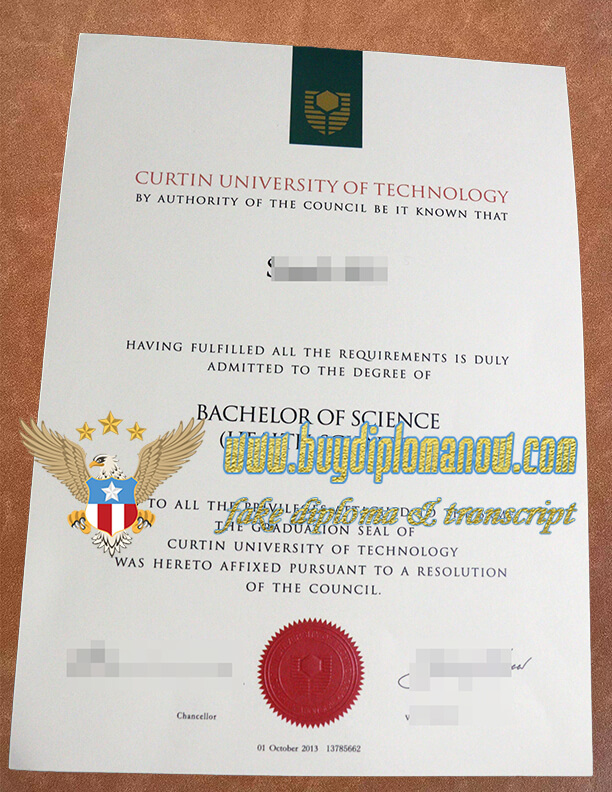 CURTIN UNIVERSITY OF TECHNOLOGY
BY AUTHORITY OF THE COUNCIL BE IT KNOWN THAT
HAVING FULFILLED ALL THE REQUIREMENTS IS DULY
ADMITTED TO THE DEGREE OF
BACHELOR OF SCIENCE
www.buydiplomanow.com
TO ALL THE
fake diploma & transcript
THE GRADUATION SEAL OF
CURTIN UNIVERSITY OF TECHNOLOGY
WAS HERETO AFFIXED PURSUANT TO A RESOLUTION
OF THE COUNCIL.
Chancellor
01 October 2013 13785662